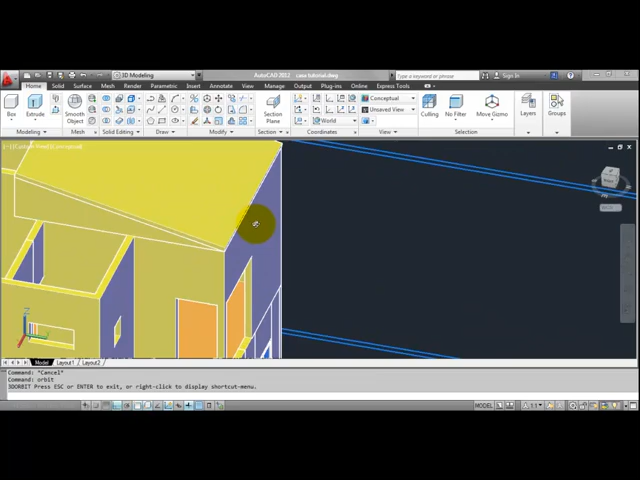 3D Modeling
AutoCAD 2012 casa tutorial.dwg
Type a keyword or phrase
Sign In
Home Solid Surface Mesh Render Parametric Insert Annotate View Manage Output Plug-ins Online Express Tools
Box Extrude Smooth Object Section Plane Conceptual Unsaved View World Culling No Filter Move Gizmo Layers Groups
Modeling Mesh Solid Editing Draw Modify Section Coordinates View
Model Layout1 Layout2
Command: *Cancel*
Command: orbit
3DORBIT Press ESC or ENTER to exit, or right-click to display shortcut-menu.
MODEL 1:1